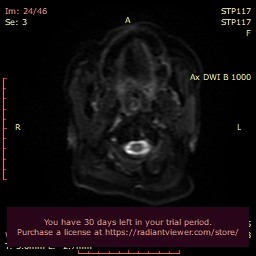 Im: 24/46
Se: 3
STP117
STP117
F
A
Ax DWI B 1000
R
L
You have 30 days left in your trial period.
Purchase a license at https://radiantviewer.com/store/